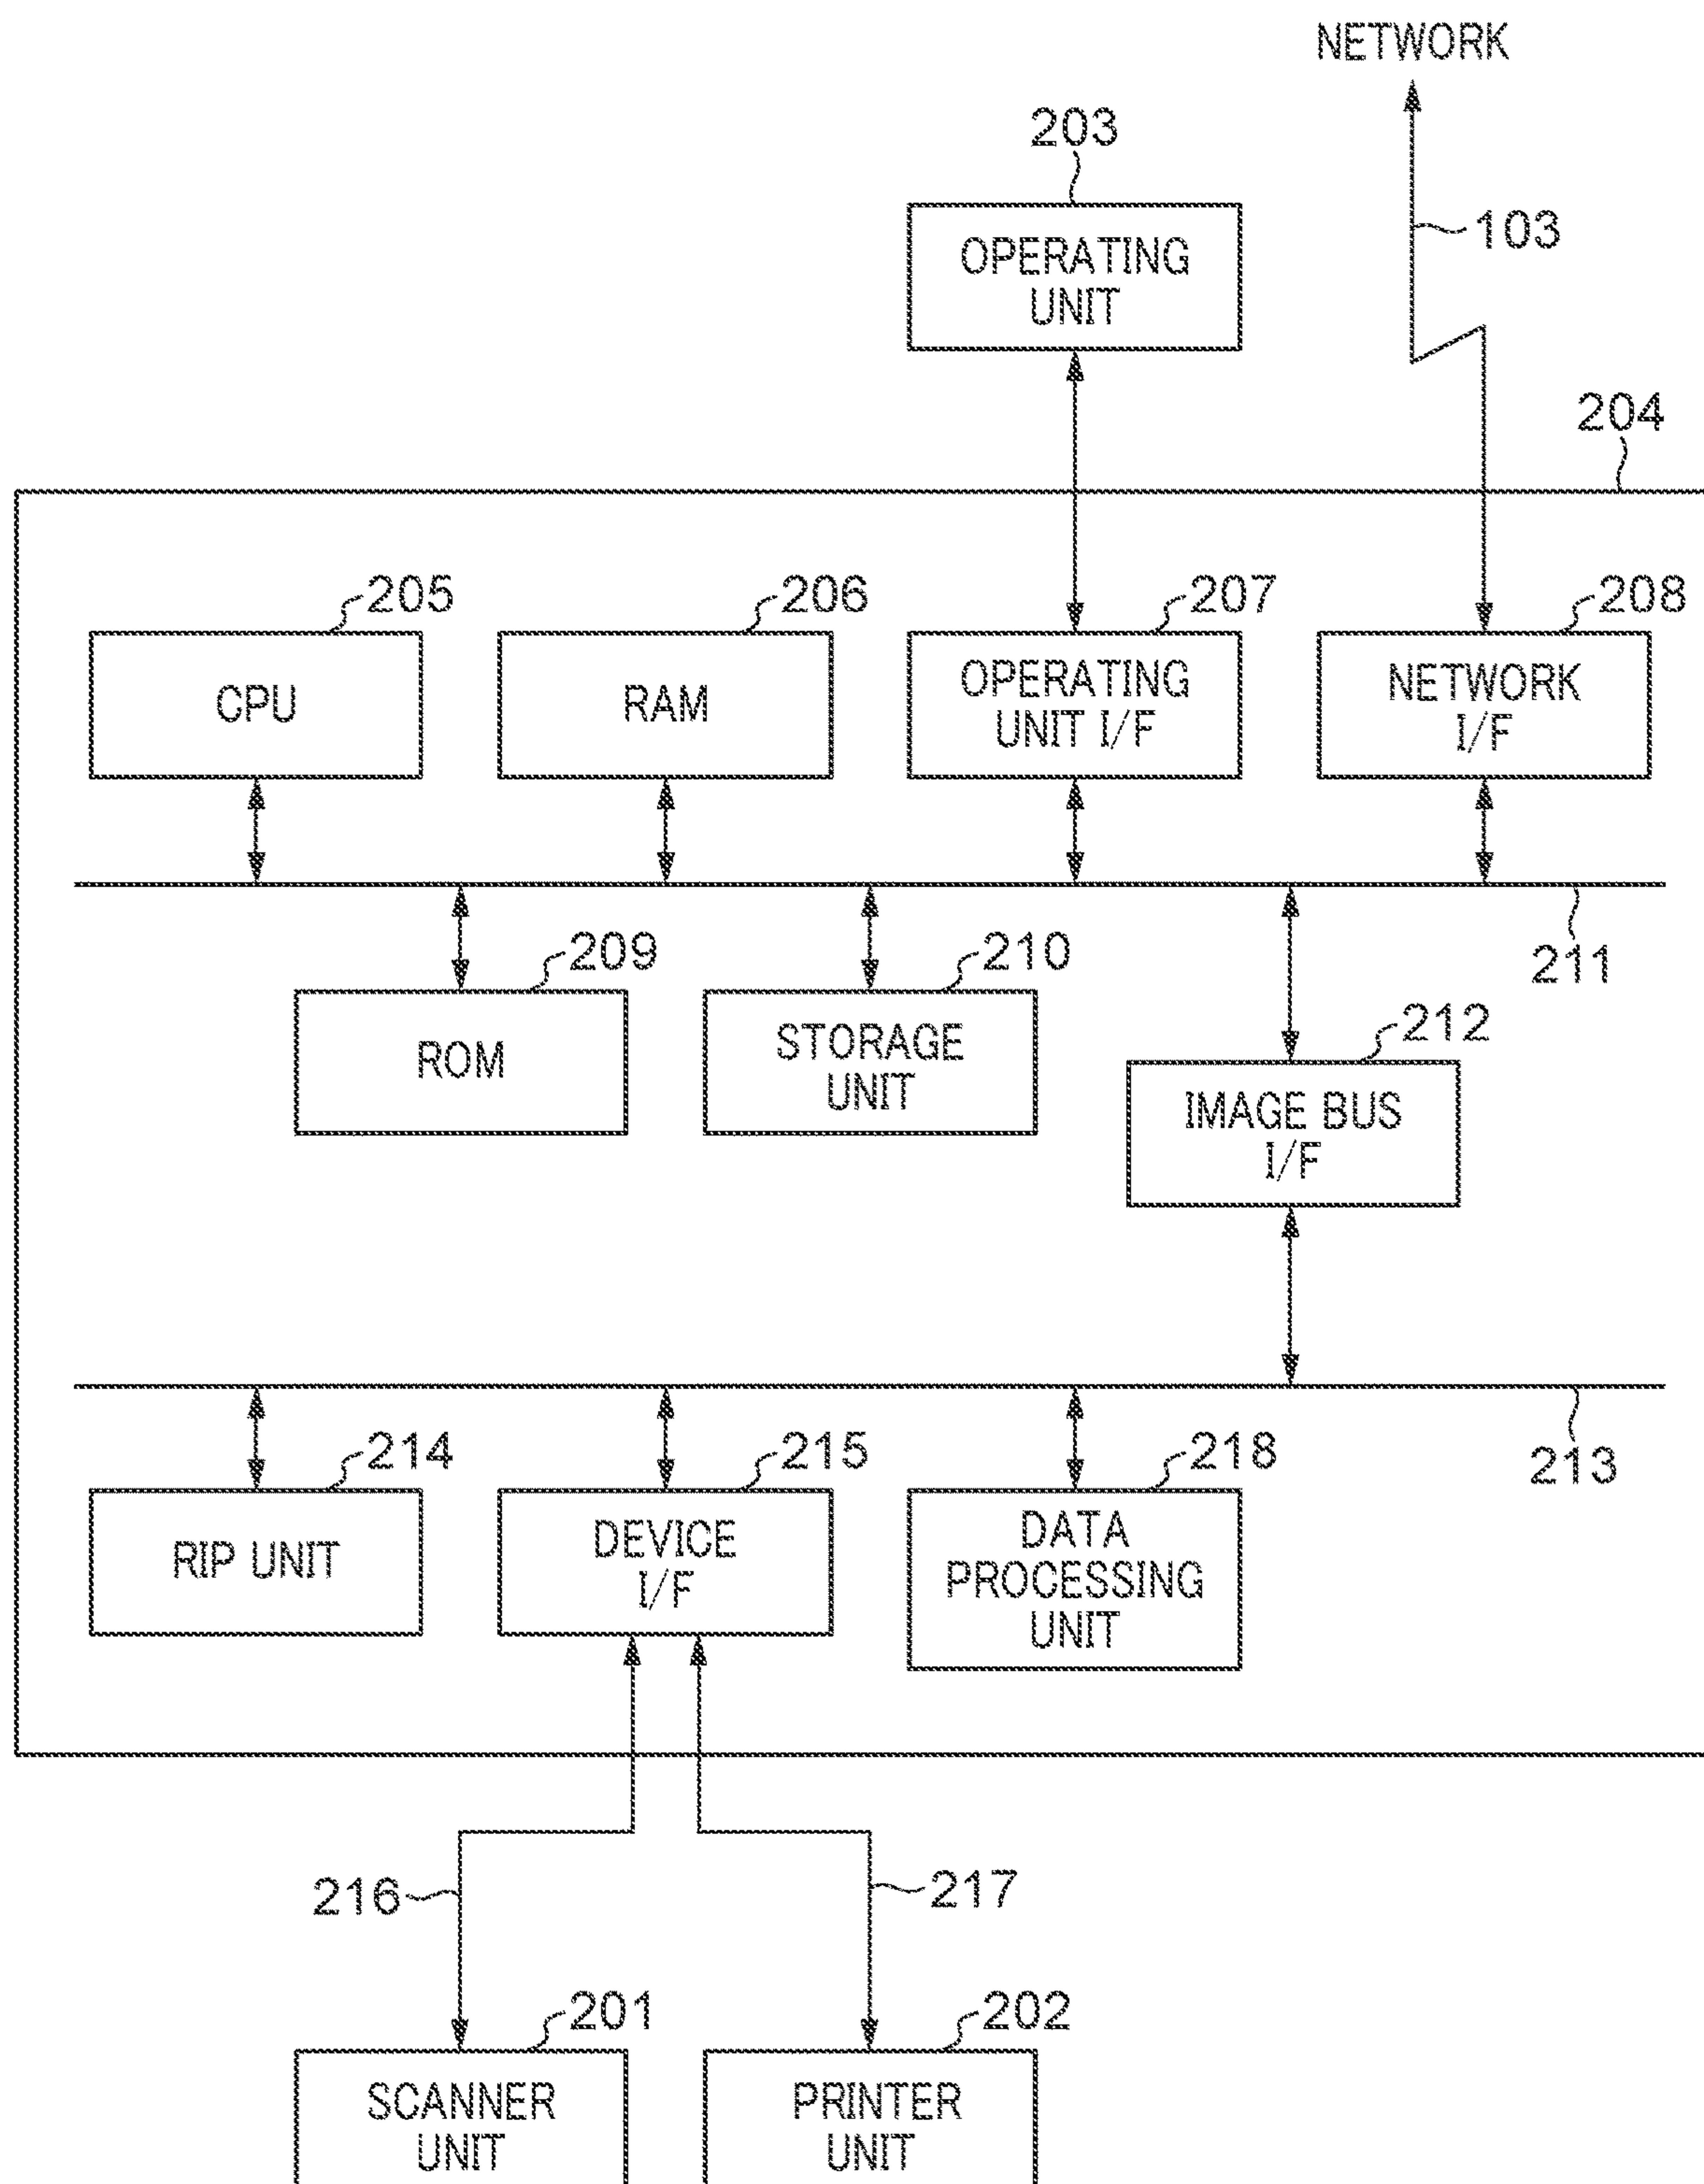 NETWORK
203
103
OPERATING
UNIT
204
205
206
207
208
CPU
RAM
OPERATING
UNIT I/F
NETWORK
I/F
209
210
211
ROM
STORAGE
UNIT
212
IMAGE BUS
I/F
213
214
215
218
RIP UNIT
DEVICE
I/F
DATA
PROCESSING
UNIT
216
217
201
202
SCANNER
UNIT
PRINTER
UNIT